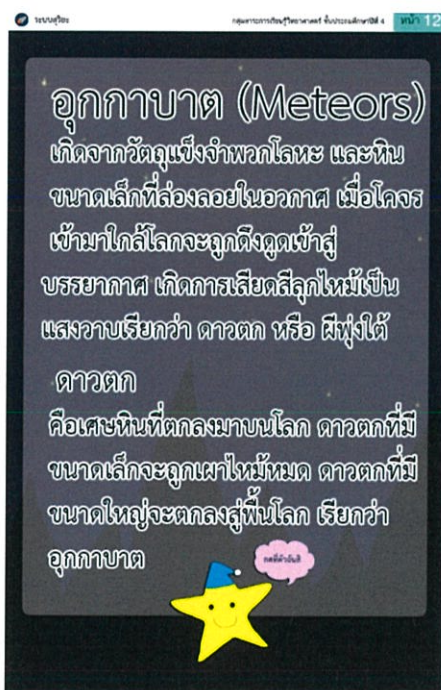 ระบบสุริยะ
กลุ่มสาระการเรียนรู้วิทยาศาสตร์ ชั้นประถมศึกษาปีที่ 4
หน้า 12
อุกกาบาต (Meteors)
เกิดจากวัตถุแข็งจำพวกโลหะ และหิน
ขนาดเล็กที่ล่องลอยในอวกาศ เมื่อโคจร
เข้ามาใกล้โลกจะถูกดึงดูดเข้าสู่
บรรยากาศ เกิดการเสียดสีลุกไหม้เป็น
แสงวาบเรียกว่า ดาวตก หรือ ผีพุ่งใต้
ดาวตก
คือเศษหินที่ตกลงมาบนโลก ดาวตกที่มี
ขนาดเล็กจะถูกเผาไหม้หมด ดาวตกที่มี
ขนาดใหญ่จะตกลงสู่พื้นโลก เรียกว่า
อุกกาบาต
กดที่ตัวฉันสิ